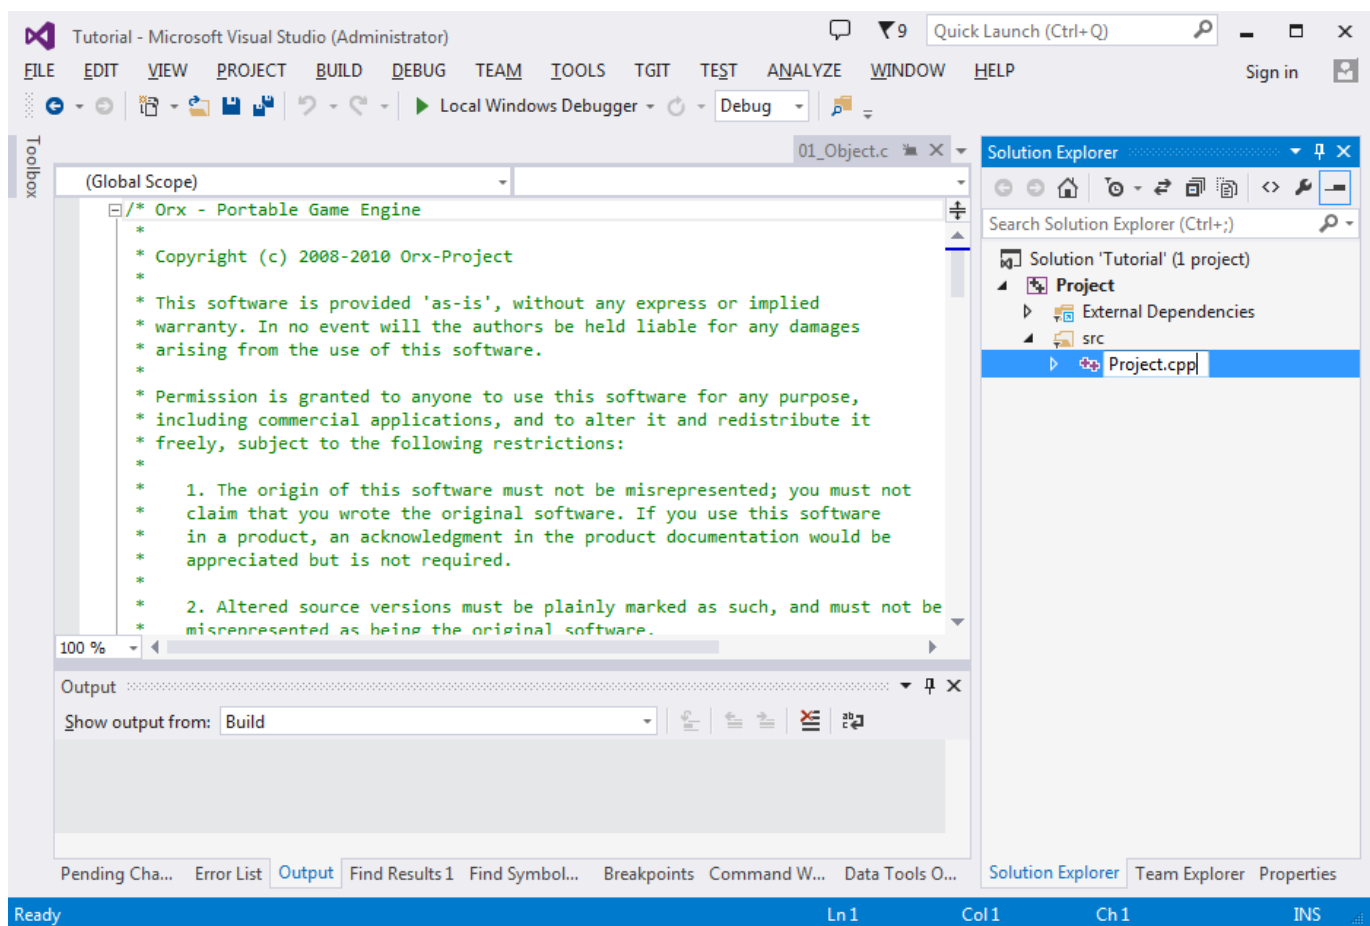 Tutorial - Microsoft Visual Studio (Administrator)
9
Quick Launch (Ctrl+Q)
FILE EDIT VIEW PROJECT BUILD DEBUG TEAM TOOLS TGIT TEST ANALYZE WINDOW HELP
Sign in
Local Windows Debugger
Debug
Toolbox
01_Object.c
(Global Scope)
/* Orx - Portable Game Engine
*
* Copyright (c) 2008-2010 Orx-Project
*
* This software is provided 'as-is', without any express or implied
* warranty. In no event will the authors be held liable for any damages
* arising from the use of this software.
*
* Permission is granted to anyone to use this software for any purpose,
* including commercial applications, and to alter it and redistribute it
* freely, subject to the following restrictions:
*
* 1. The origin of this software must not be misrepresented; you must not
* claim that you wrote the original software. If you use this software
* in a product, an acknowledgment in the product documentation would be
* appreciated but is not required.
*
* 2. Altered source versions must be plainly marked as such, and must not be
* misrepresented as being the original software.
100 %
Output
Show output from: Build
Pending Cha... Error List Output Find Results 1 Find Symbol... Breakpoints Command W... Data Tools O...
Solution Explorer
Search Solution Explorer (Ctrl+;)
Solution 'Tutorial' (1 project)
Project
External Dependencies
src
Project.cpp
Solution Explorer Team Explorer Properties
Ready
Ln 1 Col 1 Ch 1 INS